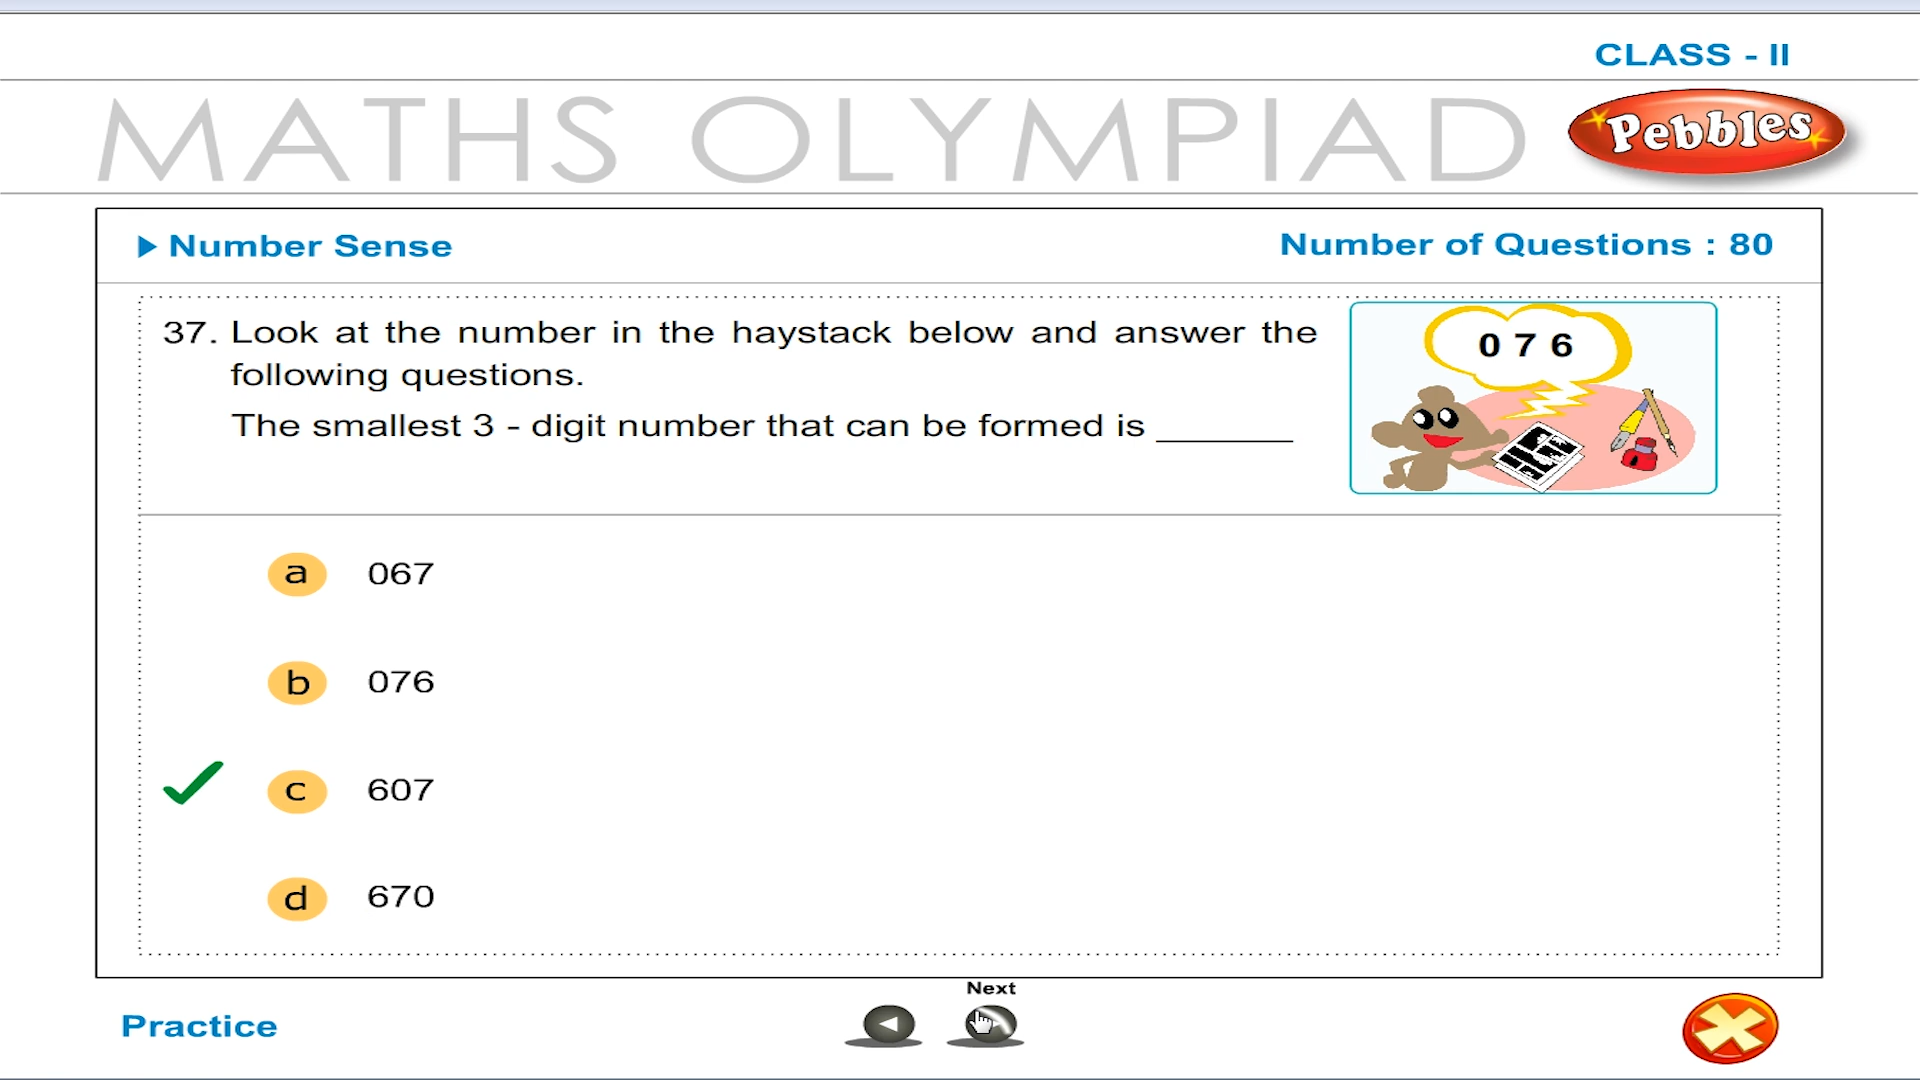 CLASS - II
MATHS OLYMPIAD
Pebbles
Number Sense
Number of Questions : 80
37. Look at the number in the haystack below and answer the
following questions.
The smallest 3 - digit number that can be formed is ________
0 7 6
a 067
b 076
c 607
d 670
Next
Practice